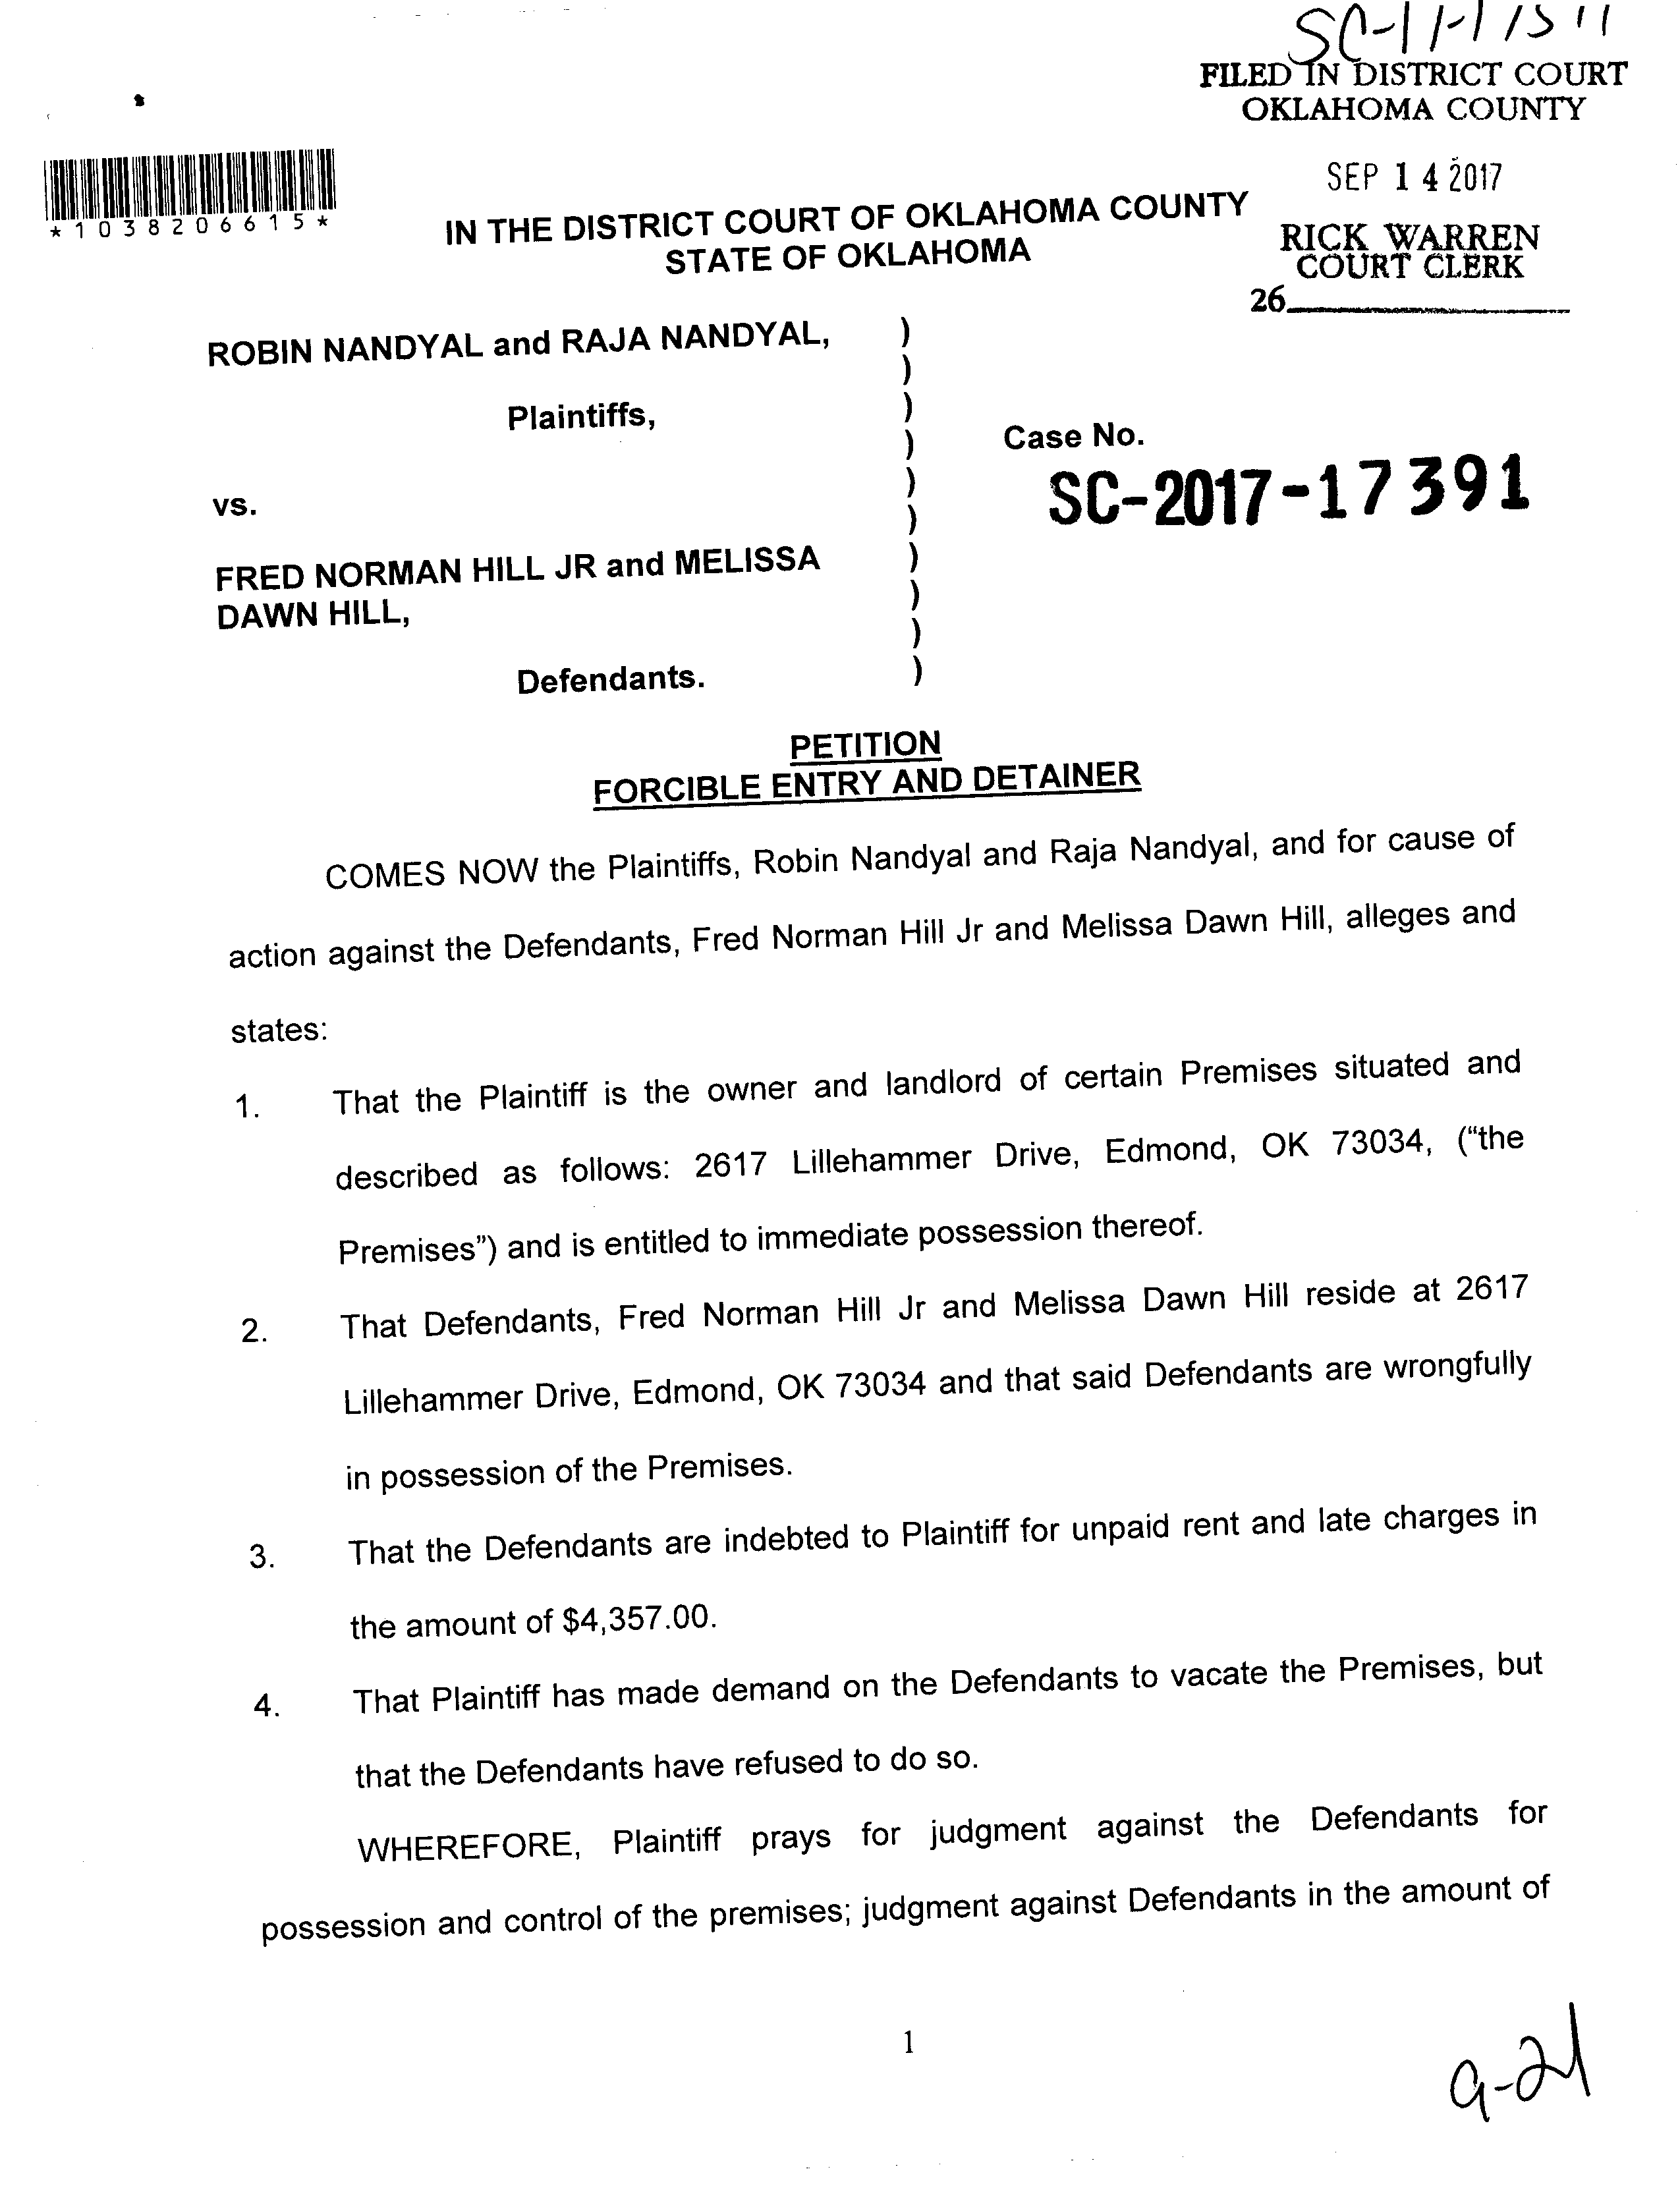 FILED IN DISTRICT COURT
OKLAHOMA COUNTY
SEP 14 2017
*1038206615*
IN THE DISTRICT COURT OF OKLAHOMA COUNTY
STATE OF OKLAHOMA
RICK WARREN
COURT CLERK
26
ROBIN NANDYAL and RAJA NANDYAL, )
)
Plaintiffs, )
) Case No.
vs. ) SC-2017-17391
)
FRED NORMAN HILL JR and MELISSA )
DAWN HILL, )
)
Defendants. )
PETITION
FORCIBLE ENTRY AND DETAINER
COMES NOW the Plaintiffs, Robin Nandyal and Raja Nandyal, and for cause of
action against the Defendants, Fred Norman Hill Jr and Melissa Dawn Hill, alleges and
states:
1. That the Plaintiff is the owner and landlord of certain Premises situated and
described as follows: 2617 Lillehammer Drive, Edmond, OK 73034, (“the
Premises”) and is entitled to immediate possession thereof.
2. That Defendants, Fred Norman Hill Jr and Melissa Dawn Hill reside at 2617
Lillehammer Drive, Edmond, OK 73034 and that said Defendants are wrongfully
in possession of the Premises.
3. That the Defendants are indebted to Plaintiff for unpaid rent and late charges in
the amount of $4,357.00.
4. That Plaintiff has made demand on the Defendants to vacate the Premises, but
that the Defendants have refused to do so.
WHEREFORE, Plaintiff prays for judgment against the Defendants for
possession and control of the premises; judgment against Defendants in the amount of
1
9-21